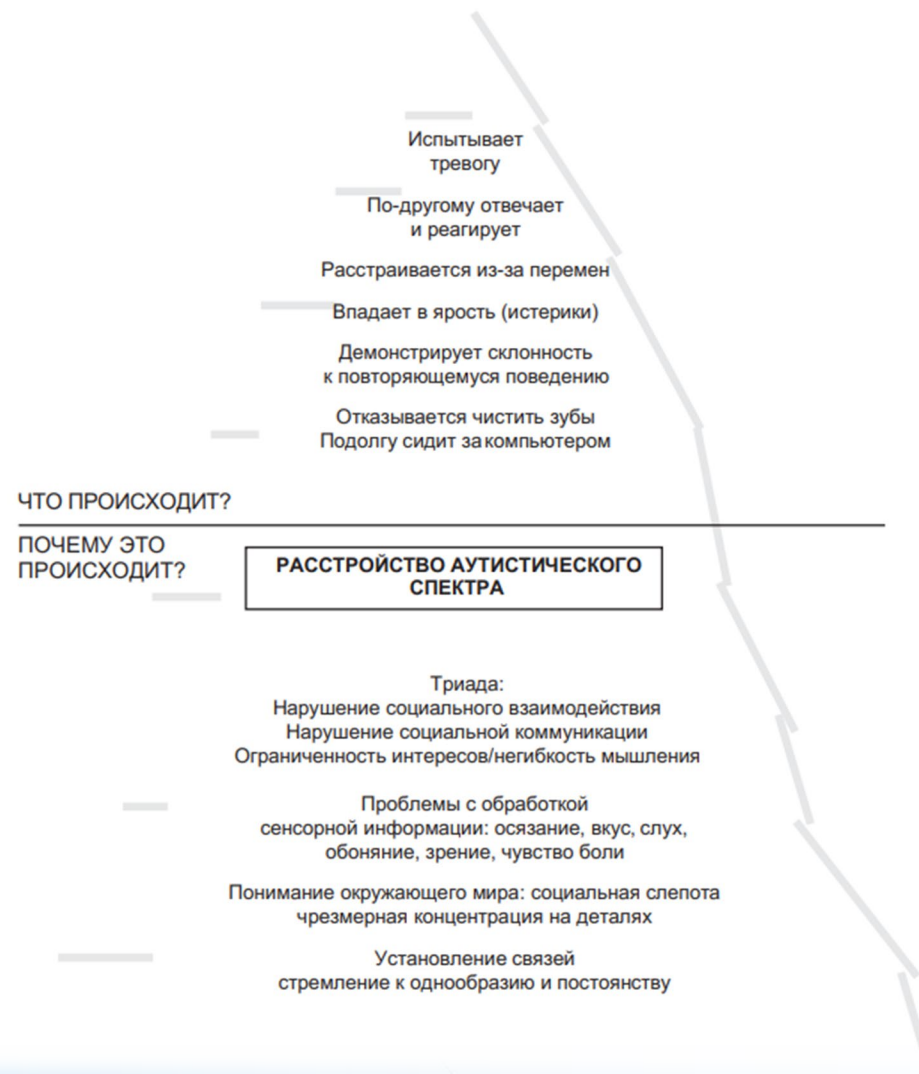 Испытывает
тревогу
По-другому отвечает
и реагирует
Расстраивается из-за перемен
Впадает в ярость (истерики)
Демонстрирует склонность
к повторяющемуся поведению
Отказывается чистить зубы
Подолгу сидит за компьютером
ЧТО ПРОИСХОДИТ?
ПОЧЕМУ ЭТО
ПРОИСХОДИТ?
РАССТРОЙСТВО АУТИСТИЧЕСКОГО
СПЕКТРА
Триада:
Нарушение социального взаимодействия
Нарушение социальной коммуникации
Ограниченность интересов/негибкость мышления
Проблемы с обработкой
сенсорной информации: осязание, вкус, слух,
обоняние, зрение, чувство боли
Понимание окружающего мира: социальная слепота
чрезмерная концентрация на деталях
Установление связей
стремление к однообразию и постоянству